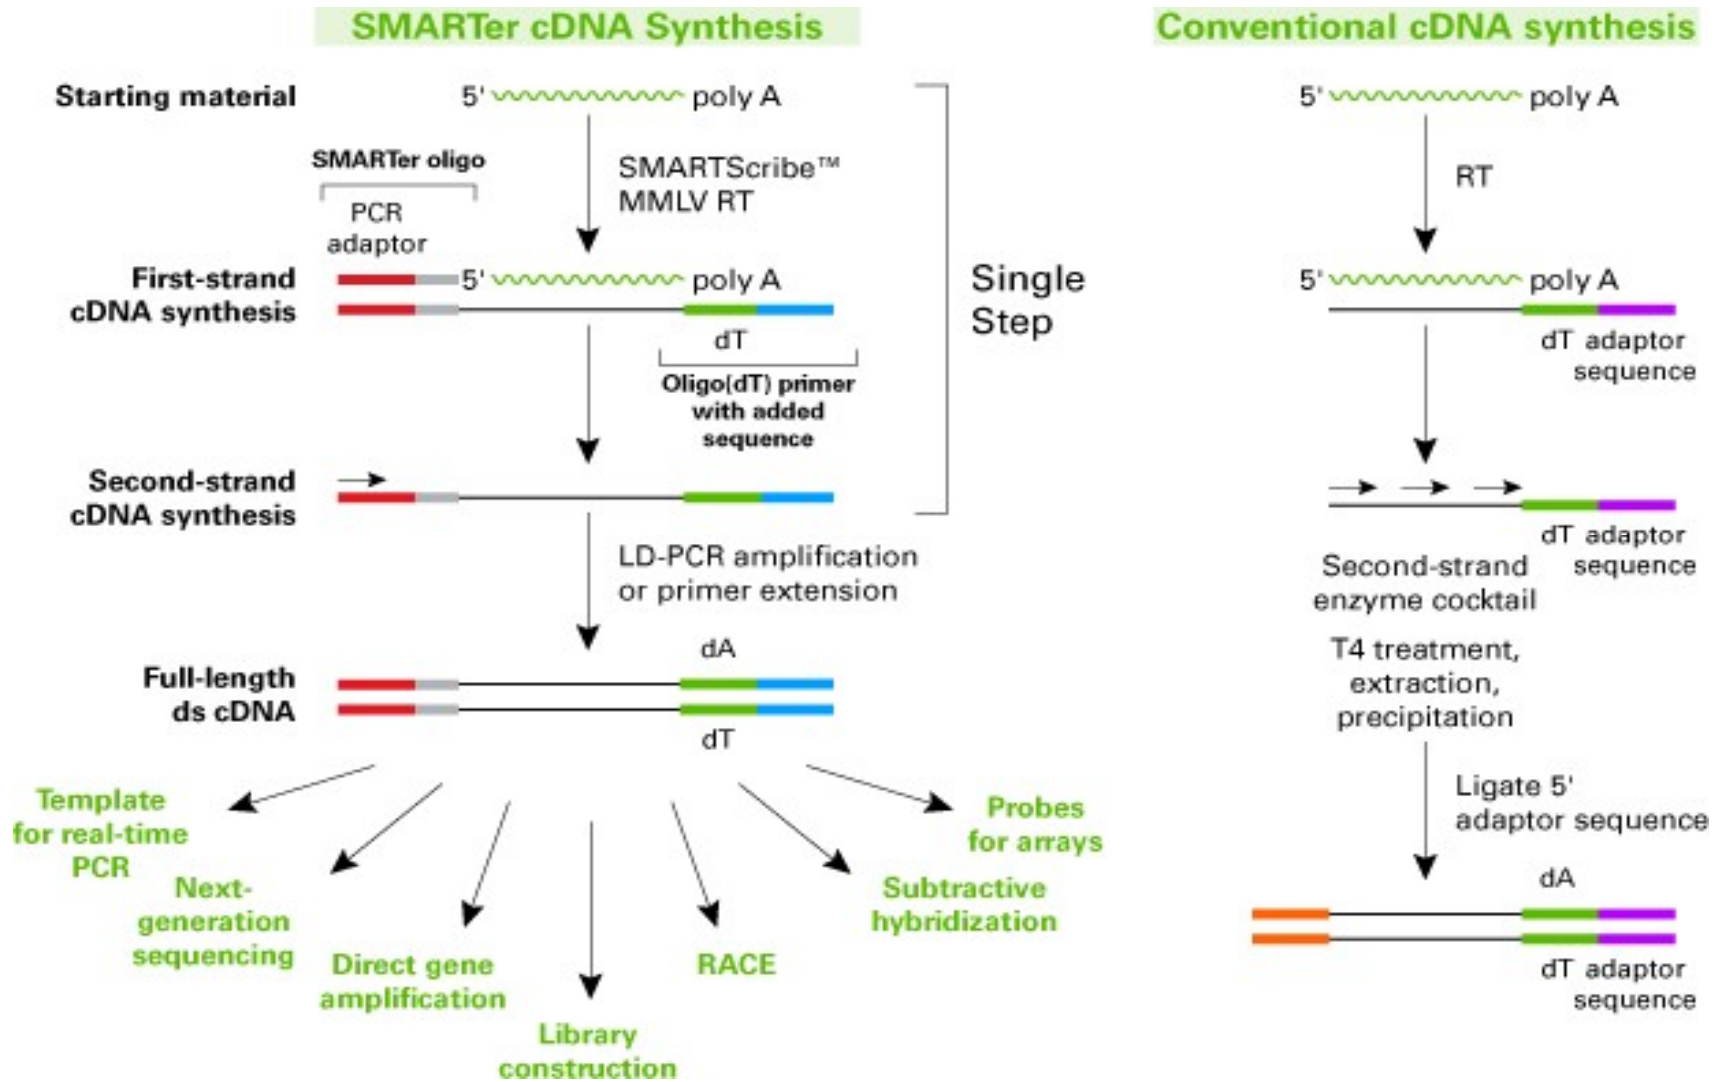 SMARTer cDNA Synthesis
Starting material
5' poly A
SMARTer oligo
PCR
adaptor
SMARTScribe™
MMLV RT
First-strand
cDNA synthesis
5' poly A
dT
Oligo(dT) primer
with added
sequence
Single
Step
Second-strand
cDNA synthesis
LD-PCR amplification
or primer extension
Full-length
ds cDNA
dA
dT
Template
for real-time
PCR
Next-
generation
sequencing
Direct gene
amplification
Library
construction
RACE
Subtractive
hybridization
Probes
for arrays
Conventional cDNA synthesis
5' poly A
RT
5' poly A
dT adaptor
sequence
dT adaptor
sequence
Second-strand
enzyme cocktail
T4 treatment,
extraction,
precipitation
Ligate 5'
adaptor sequence
dA
dT adaptor
sequence